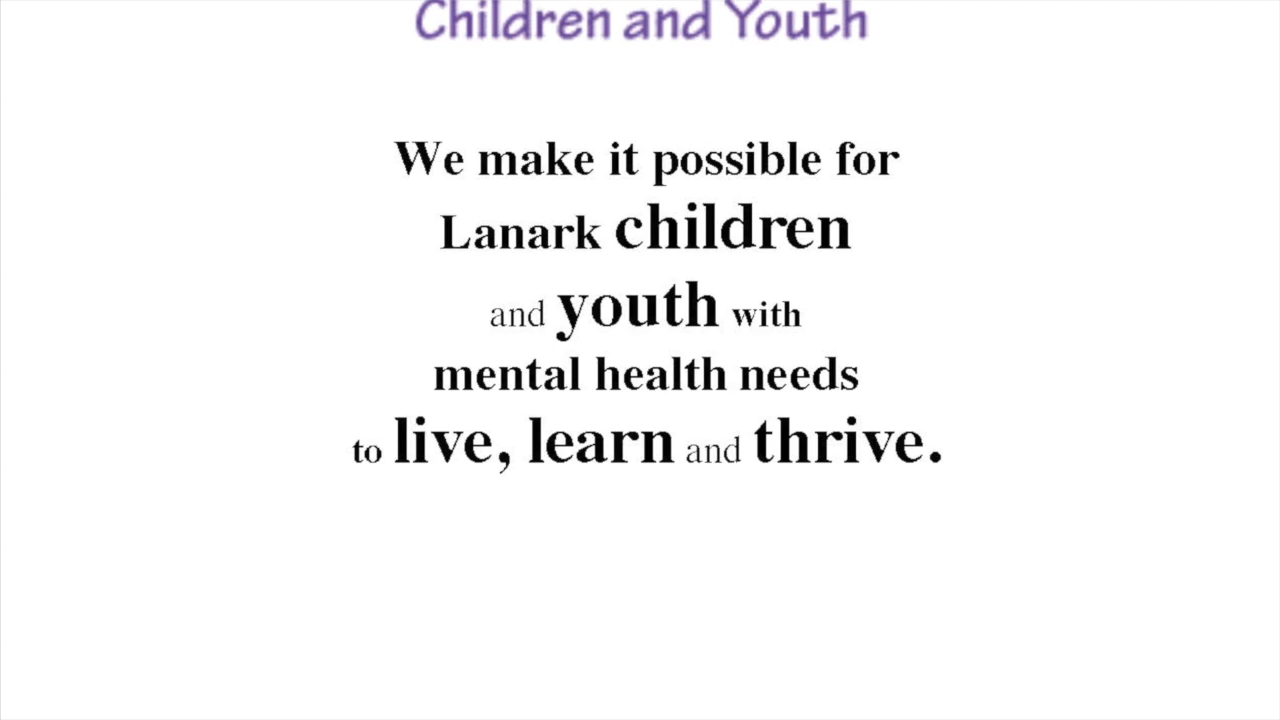 Children and Youth
We make it possible for
Lanark children
and youth with
mental health needs
to live, learn and thrive.